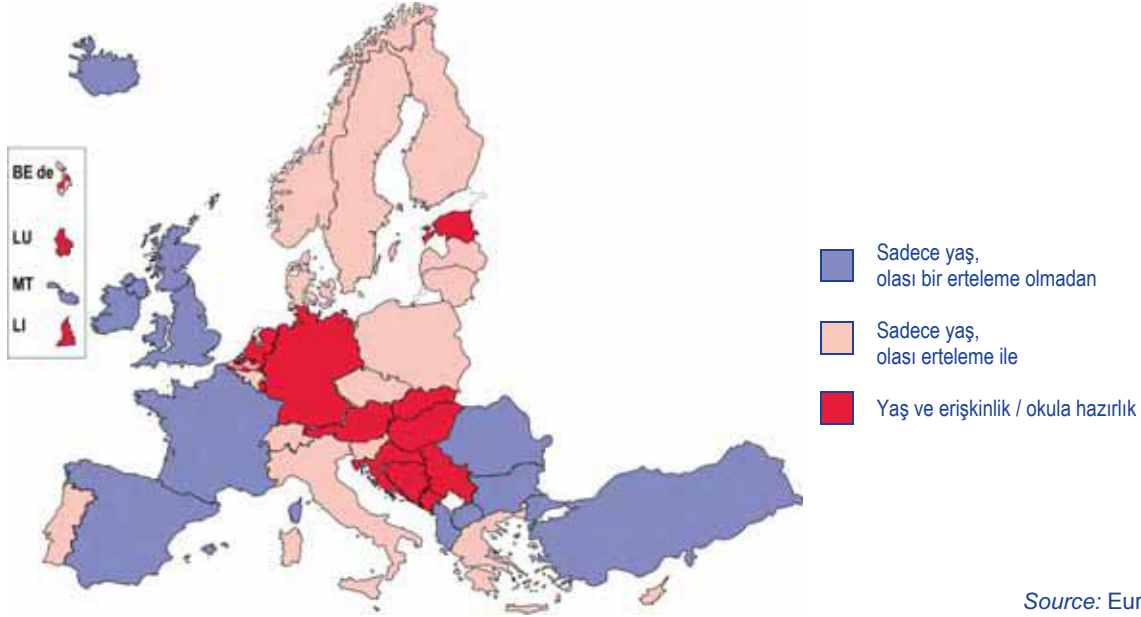 BE de
LU
MT
LI
Sadece yaş,
olası bir erteleme olmadan
Sadece yaş,
olası erteleme ile
Yaş ve erişkinlik / okula hazırlık
Source: Eur